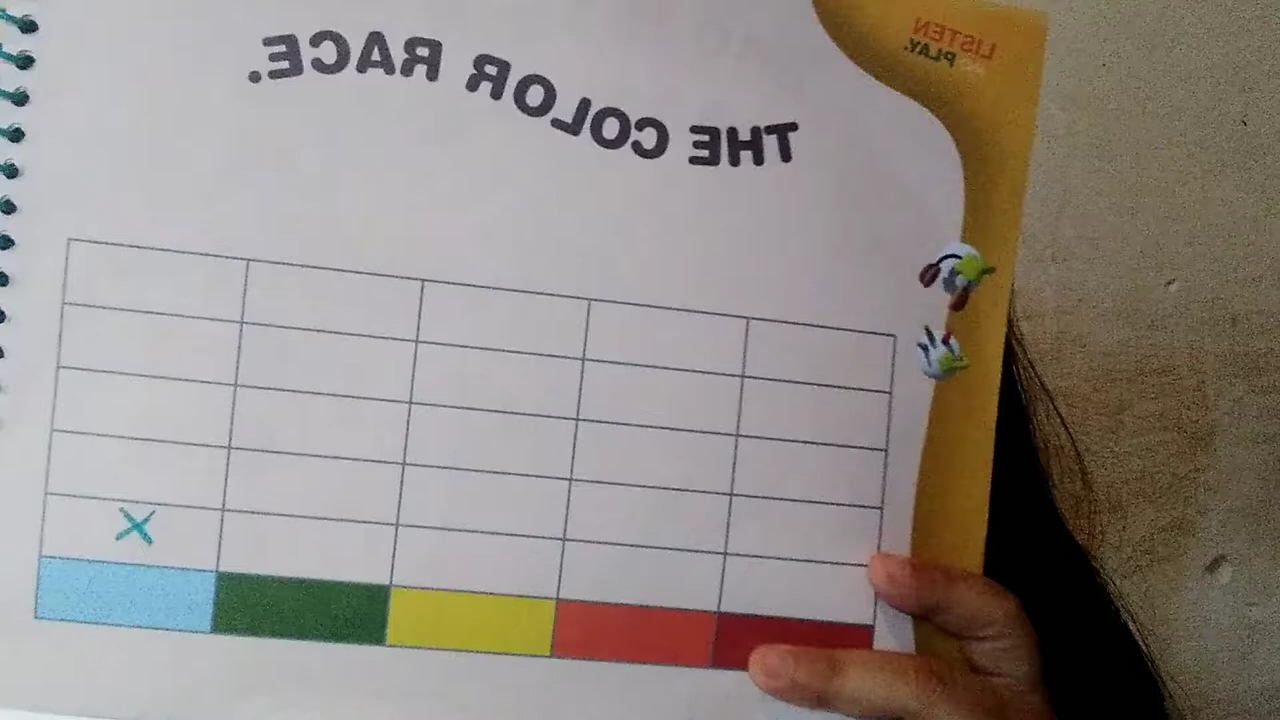 LISTEN
PLAY.
THE COLOR RACE.
X